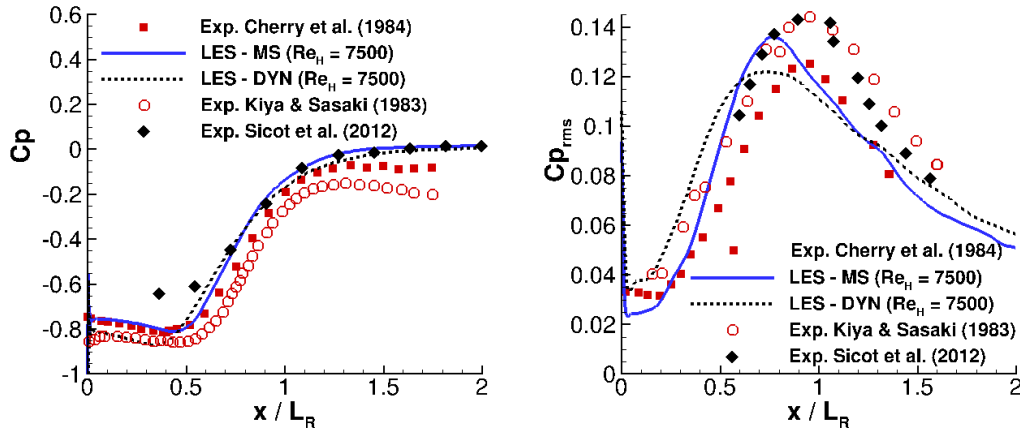 0.6
Exp. Cherry et al. (1984)
LES - MS (Re_H = 7500)
LES - DYN (Re_H = 7500)
Exp. Kiya & Sasaki (1983)
Exp. Sicot et al. (2012)
0.4
0.2
0
-0.2
-0.4
-0.6
-0.8
-1
Cp
0 0.5 1 1.5 2
x / L_R
0.14
0.12
0.1
0.08
0.06
0.04
0.02
0
Cp_rms
Exp. Cherry et al. (1984)
LES - MS (Re_H = 7500)
LES - DYN (Re_H = 7500)
Exp. Kiya & Sasaki (1983)
Exp. Sicot et al. (2012)
0 0.5 1 1.5 2
x / L_R